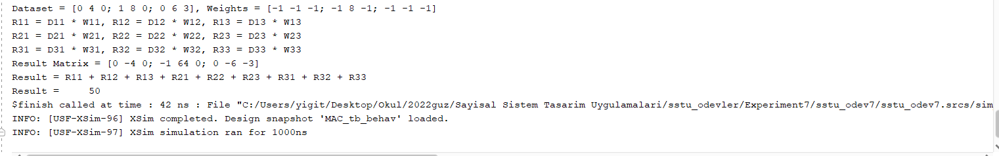 Dataset = [0 4 0; 1 8 0; 0 6 3], Weights = [-1 -1 -1; -1 8 -1; -1 -1 -1]
R11 = D11 * W11, R12 = D12 * W12, R13 = D13 * W13
R21 = D21 * W21, R22 = D22 * W22, R23 = D23 * W23
R31 = D31 * W31, R32 = D32 * W32, R33 = D33 * W33
Result Matrix = [0 -4 0; -1 64 0; 0 -6 -3]
Result = R11 + R12 + R13 + R21 + R22 + R23 + R31 + R32 + R33
Result =     50
$finish called at time : 42 ns : File "C:/Users/yigit/Desktop/Okul/2022guz/Sayisal Sistem Tasarim Uygulamalari/sstu_odevler/Experiment7/sstu_odev7/sstu_odev7.srcs/sim
INFO: [USF-XSim-96] XSim completed. Design snapshot 'MAC_tb_behav' loaded.
INFO: [USF-XSim-97] XSim simulation ran for 1000ns